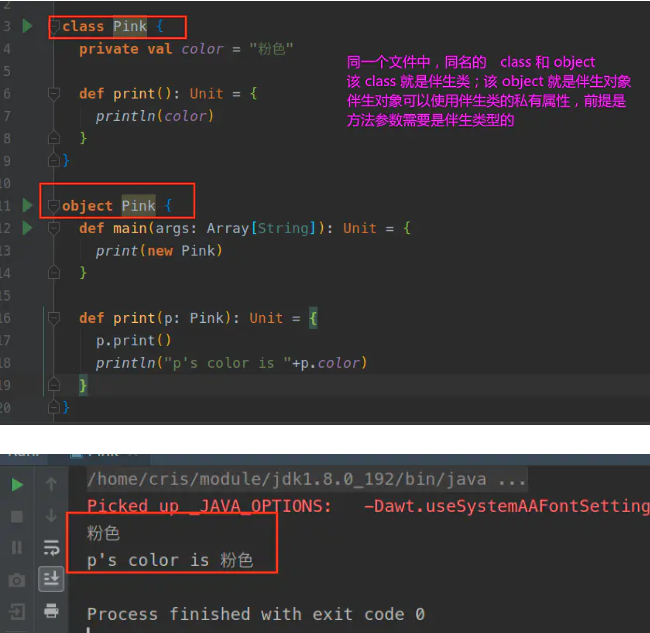 2
3 class Pink {
4 private val color = "粉色"
5
6 def print(): Unit = {
7 println(color)
8 }
9 }
10
11 object Pink {
12 def main(args: Array[String]): Unit = {
13 print(new Pink)
14 }
15
16 def print(p: Pink): Unit = {
17 p.print()
18 println("p's color is "+p.color)
19 }
20 }
同一个文件中，同名的 class 和 object
该 class 就是伴生类；该 object 就是伴生对象
伴生对象可以使用伴生类的私有属性，前提是
方法参数需要是伴生类型的
/home/cris/module/jdk1.8.0_192/bin/java ...
Picked up _JAVA_OPTIONS: -Dawt.useSystemAAFontSetting
粉色
p's color is 粉色
Process finished with exit code 0